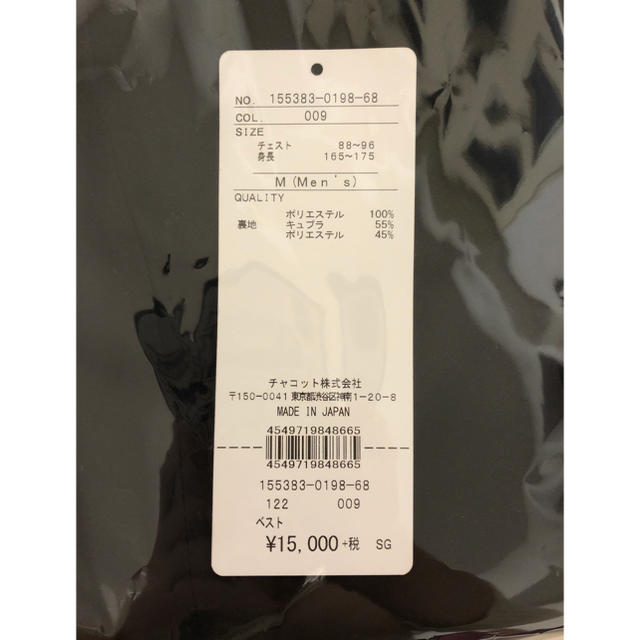 NO. 155383-0198-68
COL. 009
SIZE
チェスト 88~96
身長 165~175
M(Men's)
QUALITY
ポリエステル 100%
裏地 キュプラ 55%
ポリエステル 45%
チャコット株式会社
〒150-0041 東京都渋谷区神南1-20-8
MADE IN JAPAN
4549719848665
4549719848665
155383-0198-68
122 009
ベスト
¥15,000+税 SG